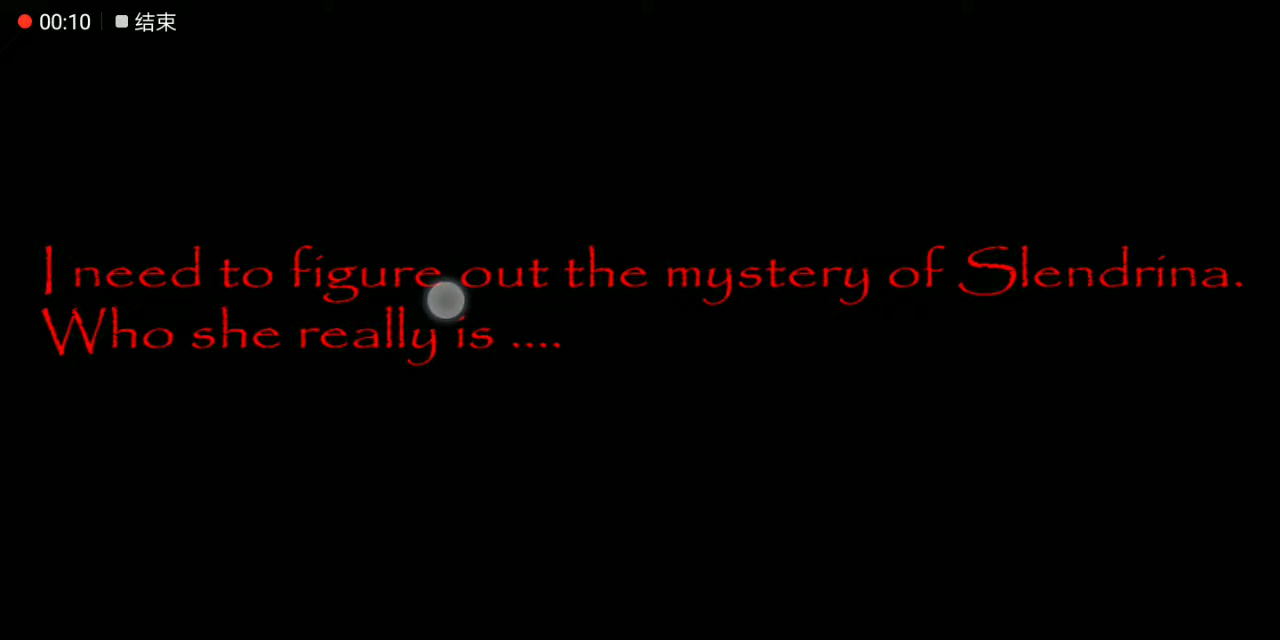 00:10 结束
I need to figure out the mystery of Slendrina.
Who she really is ....